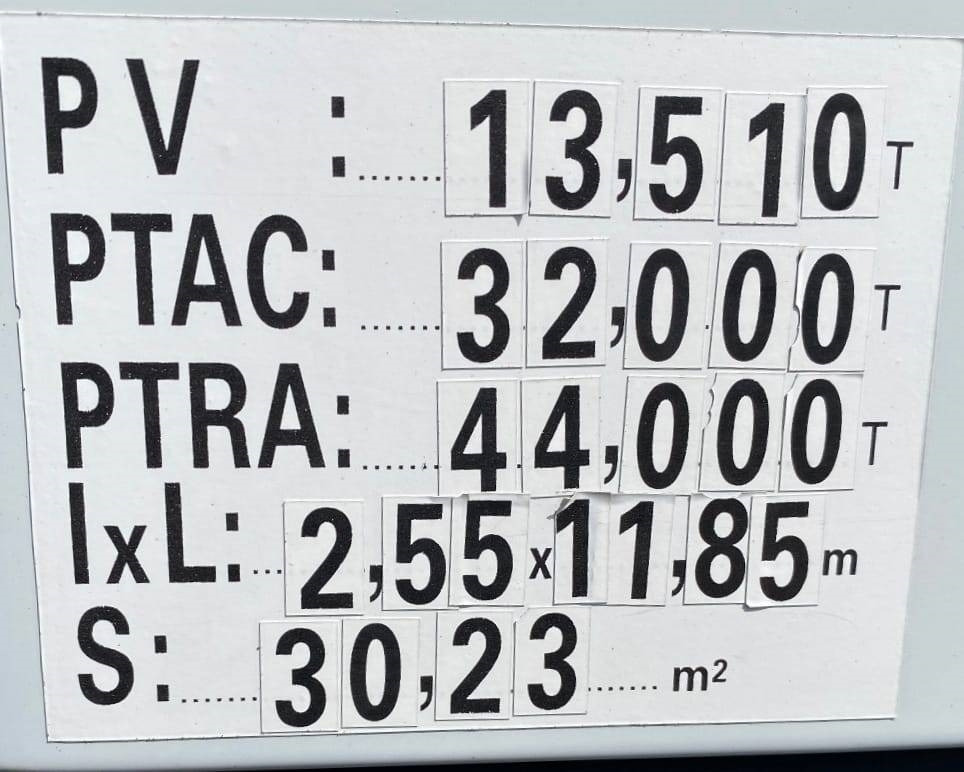 PV :.......13,510 T
PTAC:.......32,000 T
PTRA:......44,000 T
lxL:...2,55x11,85 m
S:......30,23...... m²